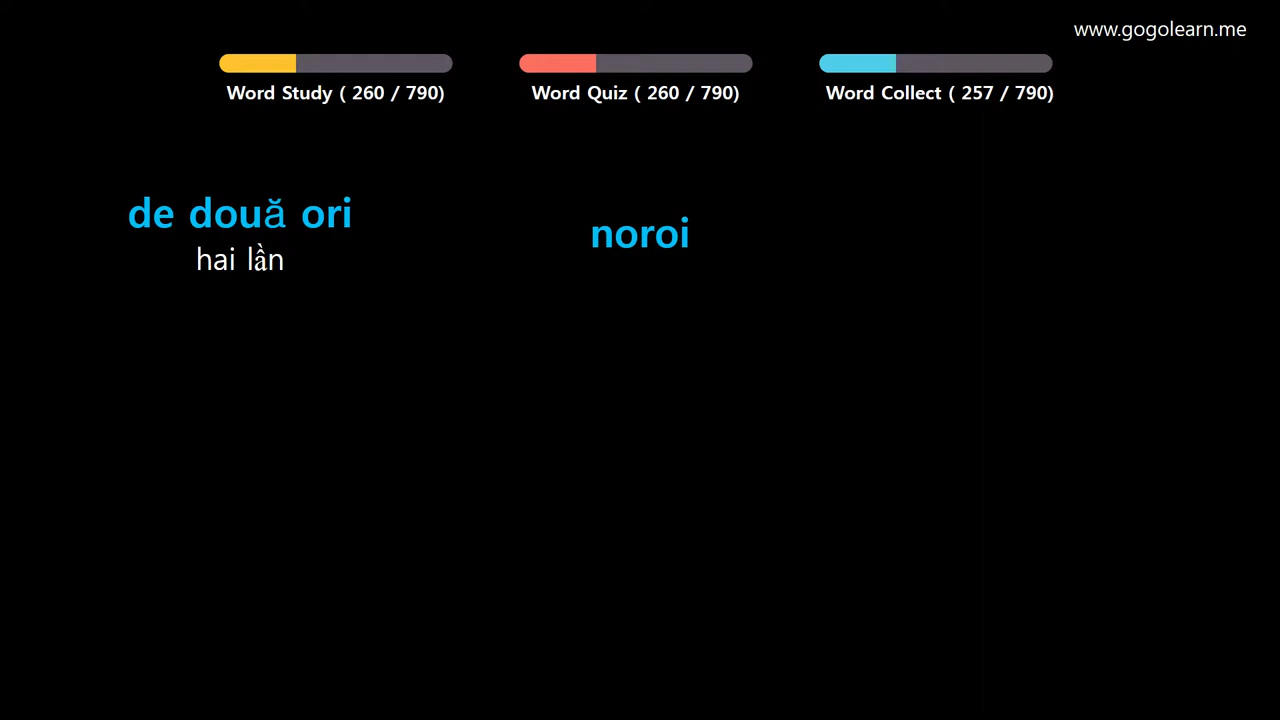 www.gogolearn.me
Word Study ( 260 / 790)
Word Quiz ( 260 / 790)
Word Collect ( 257 / 790)
de două ori
hai lần
noroi